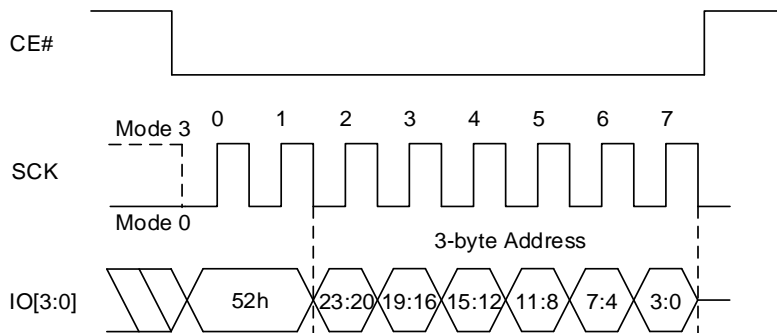 CE#
0 1 2 3 4 5 6 7
Mode 3
SCK
Mode 0
3-byte Address
IO[3:0] 52h 23:20 19:16 15:12 11:8 7:4 3:0